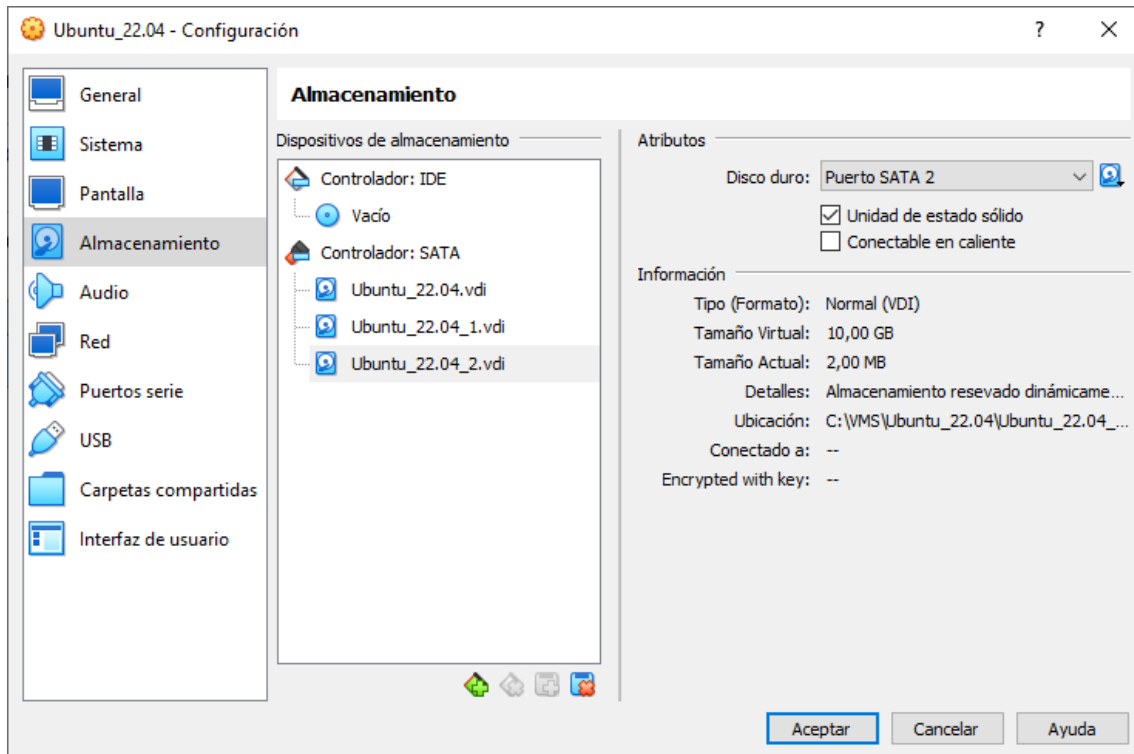 Ubuntu_22.04 - Configuración
?
General
Sistema
Pantalla
Almacenamiento
Audio
Red
Puertos serie
USB
Carpetas compartidas
Interfaz de usuario
Almacenamiento
Dispositivos de almacenamiento
Controlador: IDE
Vacío
Controlador: SATA
Ubuntu_22.04.vdi
Ubuntu_22.04_1.vdi
Ubuntu_22.04_2.vdi
Atributos
Disco duro: Puerto SATA 2
Unidad de estado sólido
Conectable en caliente
Información
Tipo (Formato): Normal (VDI)
Tamaño Virtual: 10,00 GB
Tamaño Actual: 2,00 MB
Detalles: Almacenamiento resevado dinámicame...
Ubicación: C:\VMS\Ubuntu_22.04\Ubuntu_22.04_...
Conectado a: --
Encrypted with key: --
Aceptar
Cancelar
Ayuda